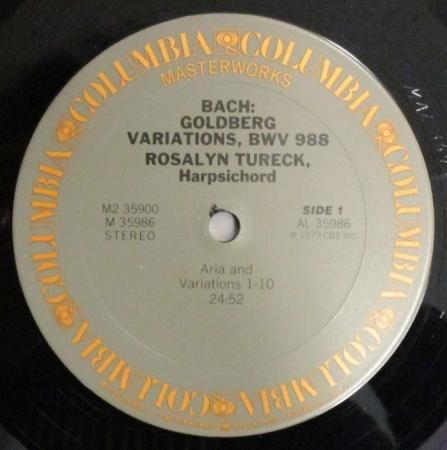 COLUMBIA COLUMBIA COLUMBIA COLUMBIA COLUMBIA COLUMBIA
MASTERWORKS
BACH:
GOLDBERG
VARIATIONS, BWV 988
ROSALYN TURECK,
Harpsichord
M2 35900
M 35986
STEREO
SIDE 1
AL 35986
℗ 1979 CBS Inc.
Aria and
Variations 1-10
24:52